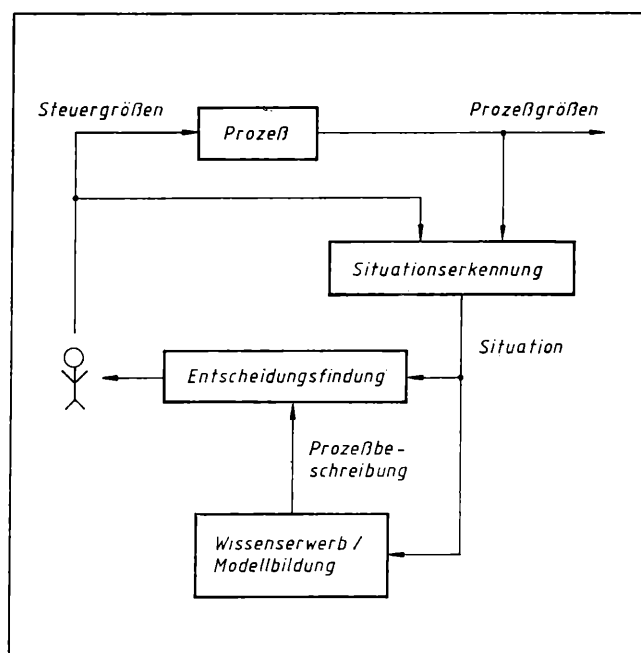 Steuergrößen
Prozeßgrößen
Prozeß
Situationserkennung
Situation
Entscheidungsfindung
Prozeßbe-
schreibung
Wissenserwerb /
Modellbildung